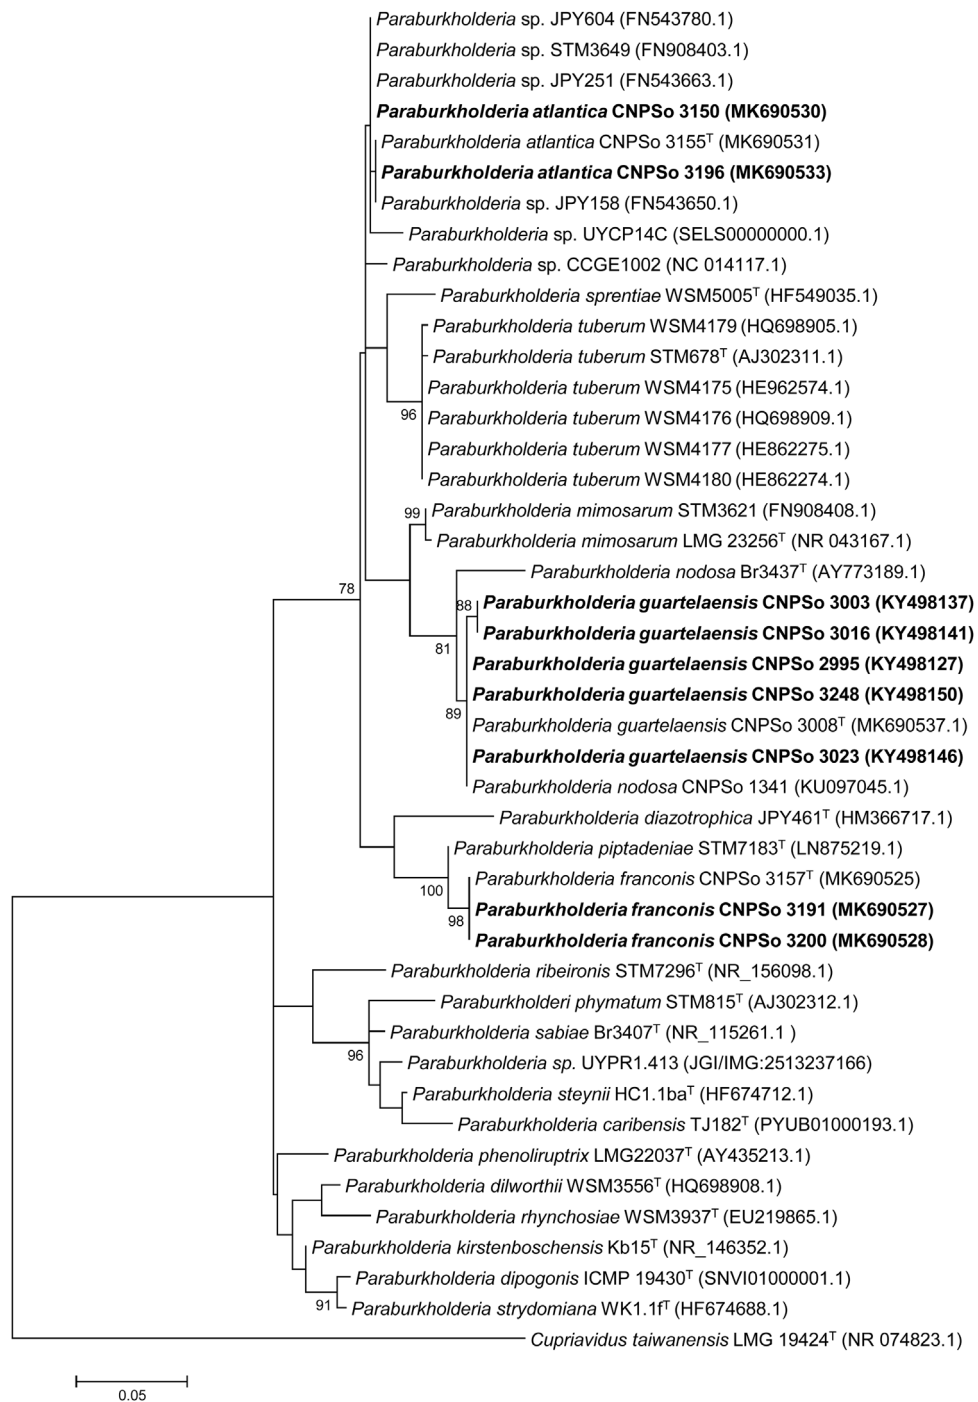 Paraburkholderia sp. JPY604 (FN543780.1)
Paraburkholderia sp. STM3649 (FN908403.1)
Paraburkholderia sp. JPY251 (FN543663.1)
Paraburkholderia atlantica CNPSo 3150 (MK690530)
Paraburkholderia atlantica CNPSo 3155T (MK690531)
Paraburkholderia atlantica CNPSo 3196 (MK690533)
Paraburkholderia sp. JPY158 (FN543650.1)
Paraburkholderia sp. UYCP14C (SELS00000000.1)
Paraburkholderia sp. CCGE1002 (NC 014117.1)
Paraburkholderia sprentiae WSM5005T (HF549035.1)
Paraburkholderia tuberum WSM4179 (HQ698905.1)
Paraburkholderia tuberum STM678T (AJ302311.1)
Paraburkholderia tuberum WSM4175 (HE962574.1)
96 Paraburkholderia tuberum WSM4176 (HQ698909.1)
Paraburkholderia tuberum WSM4177 (HE862275.1)
Paraburkholderia tuberum WSM4180 (HE862274.1)
99 Paraburkholderia mimosarum STM3621 (FN908408.1)
Paraburkholderia mimosarum LMG 23256T (NR 043167.1)
Paraburkholderia nodosa Br3437T (AY773189.1)
78
88 Paraburkholderia guartelaensis CNPSo 3003 (KY498137)
Paraburkholderia guartelaensis CNPSo 3016 (KY498141)
81
Paraburkholderia guartelaensis CNPSo 2995 (KY498127)
Paraburkholderia guartelaensis CNPSo 3248 (KY498150)
89
Paraburkholderia guartelaensis CNPSo 3008T (MK690537.1)
Paraburkholderia guartelaensis CNPSo 3023 (KY498146)
Paraburkholderia nodosa CNPSo 1341 (KU097045.1)
Paraburkholderia diazotrophica JPY461T (HM366717.1)
Paraburkholderia piptadeniae STM7183T (LN875219.1)
Paraburkholderia franconis CNPSo 3157T (MK690525)
100
Paraburkholderia franconis CNPSo 3191 (MK690527)
98
Paraburkholderia franconis CNPSo 3200 (MK690528)
Paraburkholderia ribeironis STM7296T (NR_156098.1)
Paraburkholderi phymatum STM815T (AJ302312.1)
Paraburkholderia sabiae Br3407T (NR_115261.1 )
96
Paraburkholderia sp. UYPR1.413 (JGI/IMG:2513237166)
Paraburkholderia steynii HC1.1baT (HF674712.1)
Paraburkholderia caribensis TJ182T (PYUB01000193.1)
Paraburkholderia phenoliruptrix LMG22037T (AY435213.1)
Paraburkholderia dilworthii WSM3556T (HQ698908.1)
Paraburkholderia rhynchosiae WSM3937T (EU219865.1)
Paraburkholderia kirstenboschensis Kb15T (NR_146352.1)
Paraburkholderia dipogonis ICMP 19430T (SNVI01000001.1)
91 Paraburkholderia strydomiana WK1.1fT (HF674688.1)
Cupriavidus taiwanensis LMG 19424T (NR 074823.1)
0.05